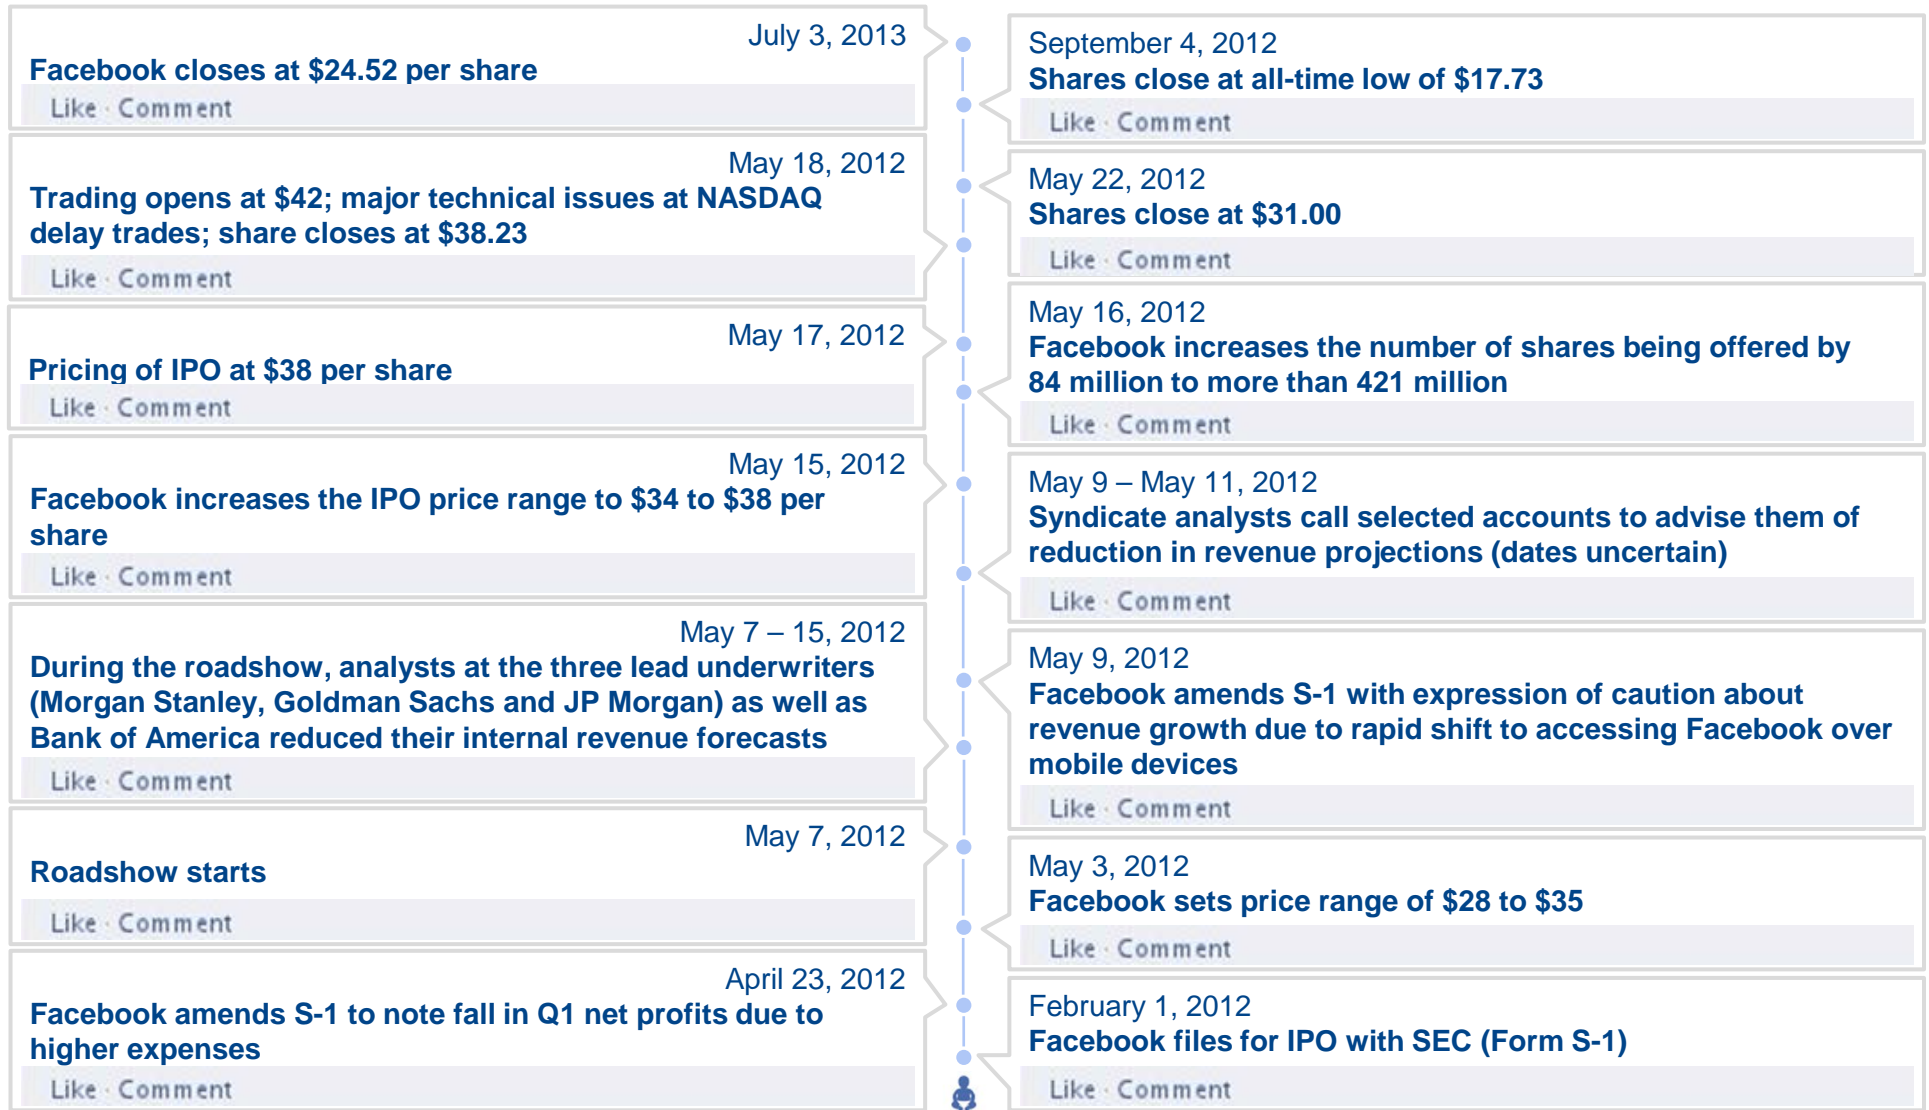 July 3, 2013
Facebook closes at $24.52 per share
Like · Comment
September 4, 2012
Shares close at all-time low of $17.73
Like · Comment
May 18, 2012
Trading opens at $42; major technical issues at NASDAQ
delay trades; share closes at $38.23
Like · Comment
May 22, 2012
Shares close at $31.00
Like · Comment
May 17, 2012
Pricing of IPO at $38 per share
Like · Comment
May 16, 2012
Facebook increases the number of shares being offered by
84 million to more than 421 million
Like · Comment
May 15, 2012
Facebook increases the IPO price range to $34 to $38 per
share
Like · Comment
May 9 – May 11, 2012
Syndicate analysts call selected accounts to advise them of
reduction in revenue projections (dates uncertain)
Like · Comment
May 7 – 15, 2012
During the roadshow, analysts at the three lead underwriters
(Morgan Stanley, Goldman Sachs and JP Morgan) as well as
Bank of America reduced their internal revenue forecasts
Like · Comment
May 9, 2012
Facebook amends S-1 with expression of caution about
revenue growth due to rapid shift to accessing Facebook over
mobile devices
Like · Comment
May 7, 2012
Roadshow starts
Like · Comment
May 3, 2012
Facebook sets price range of $28 to $35
Like · Comment
April 23, 2012
Facebook amends S-1 to note fall in Q1 net profits due to
higher expenses
Like · Comment
February 1, 2012
Facebook files for IPO with SEC (Form S-1)
Like · Comment